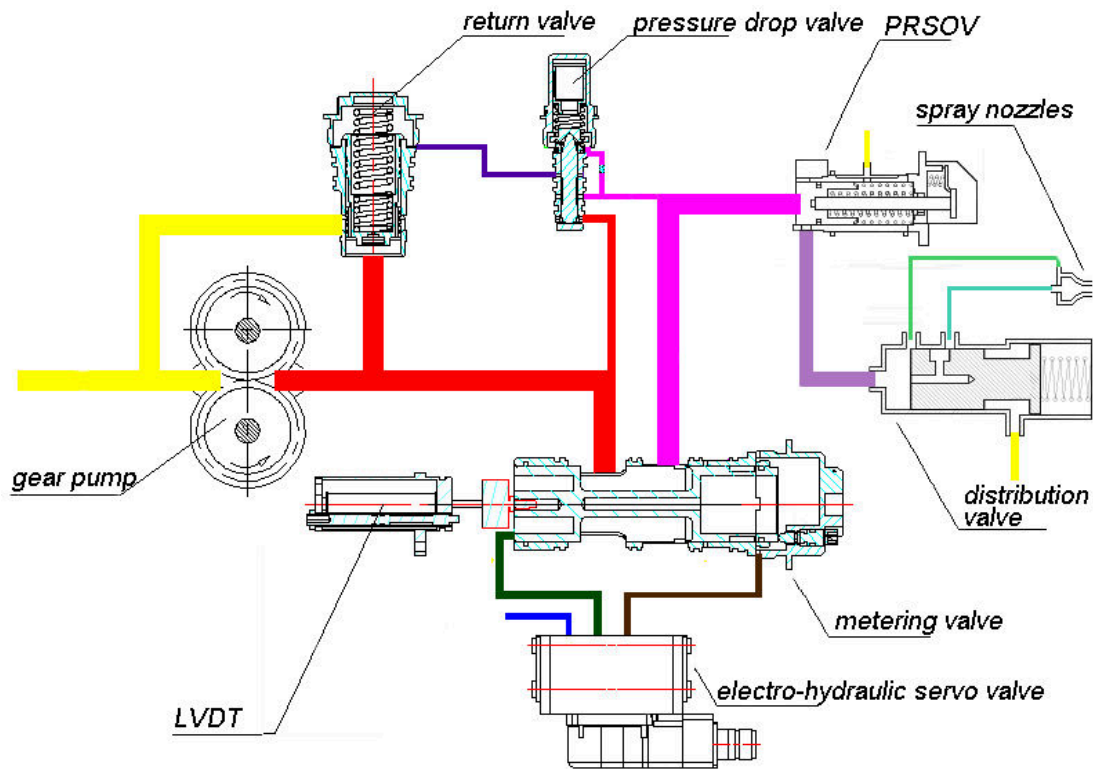 return valve
pressure drop valve
PRSOV
spray nozzles
gear pump
distribution
valve
metering valve
electro-hydraulic servo valve
LVDT